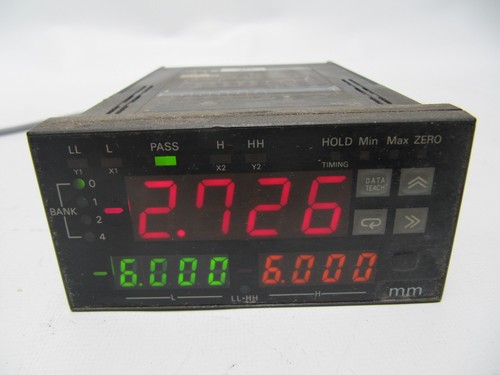 LL L PASS H HH HOLD Min Max ZERO
Y1 X1 X2 Y2 TIMING
0
1
BANK
2
4
-2.726
DATA
TEACH
-6.000 6.000
L LL·HH H
mm